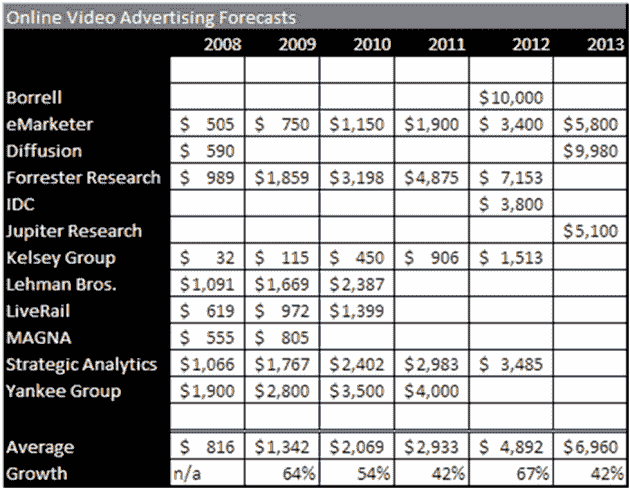 Online Video Advertising Forecasts
2008 2009 2010 2011 2012 2013
Borrell $10,000
eMarketer $ 505 $ 750 $1,150 $1,900 $ 3,400 $5,800
Diffusion $ 590 $9,980
Forrester Research $ 989 $1,859 $3,198 $4,875 $ 7,153
IDC $ 3,800
Jupiter Research $5,100
Kelsey Group $ 32 $ 115 $ 450 $ 906 $ 1,513
Lehman Bros. $1,091 $1,669 $2,387
LiveRail $ 619 $ 972 $1,399
MAGNA $ 555 $ 805
Strategic Analytics $1,066 $1,767 $2,402 $2,983 $ 3,485
Yankee Group $1,900 $2,800 $3,500 $4,000
Average $ 816 $1,342 $2,069 $2,933 $ 4,892 $6,960
Growth n/a 64% 54% 42% 67% 42%